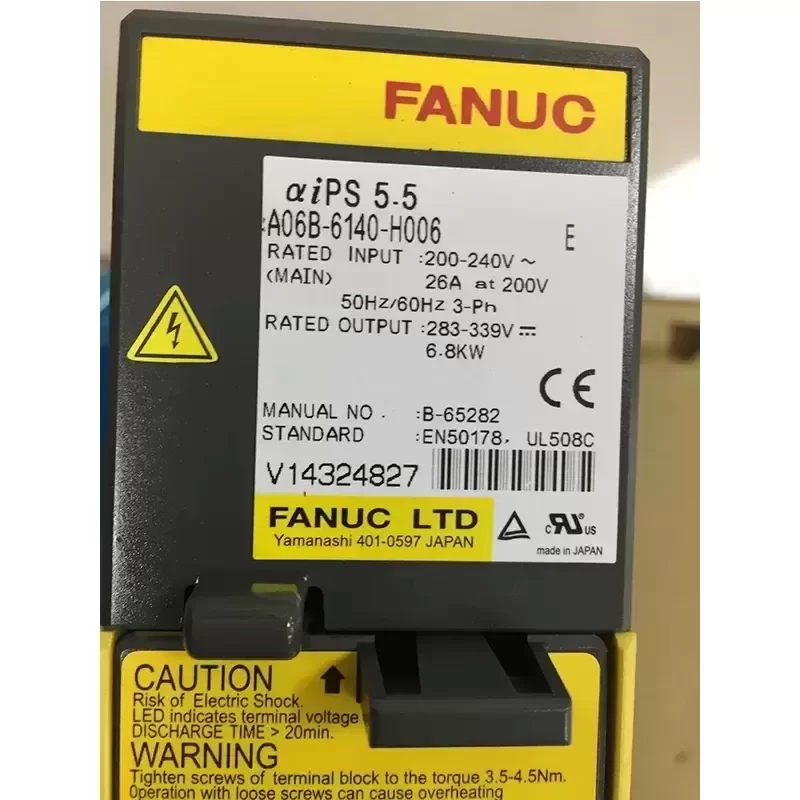 FANUC
αiPS 5.5
A06B-6140-H006 E
RATED INPUT :200-240V~
(MAIN) 26A at 200V
50Hz/60Hz 3-Ph
RATED OUTPUT :283-339V⎓
6.8KW
CE
MANUAL NO. :B-65282
STANDARD :EN50178, UL508C
V14324827
FANUC LTD
Yamanashi 401-0597 JAPAN
c RU US
made in JAPAN
CAUTION
Risk of Electric Shock.
LED indicates terminal voltage
DISCHARGE TIME > 20min.
WARNING
Tighten screws of terminal block to the torque 3.5-4.5Nm.
Operation with loose screws can cause overheating